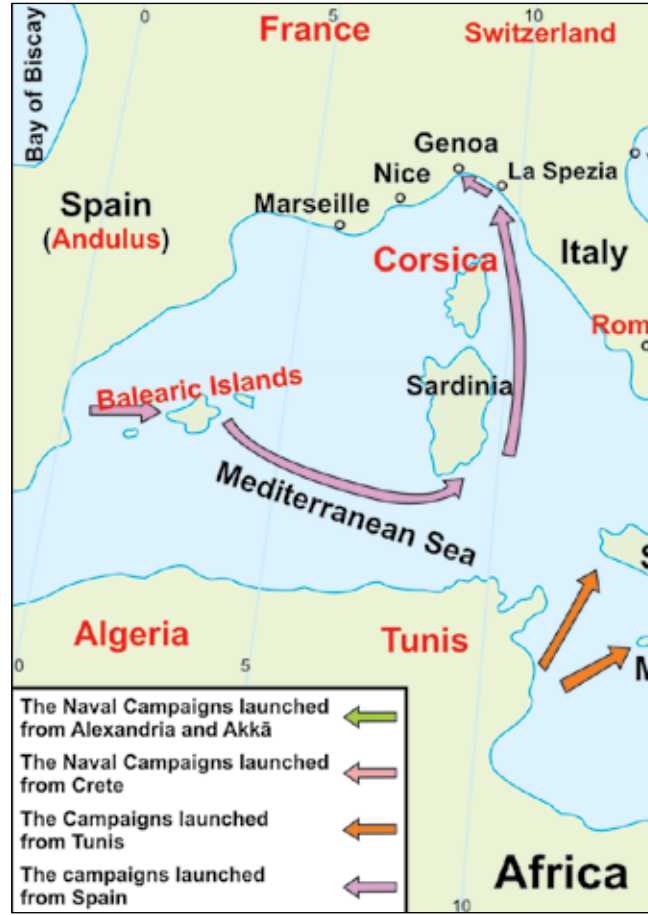 0
5
10
Bay of Biscay
France
Switzerland
Genoa
Nice
La Spezia
Marseille
Spain
(Andulus)
Italy
Corsica
Rom
Balearic Islands
Sardinia
Mediterranean Sea
S
Algeria
Tunis
M
0
5
The Naval Campaigns launched
from Alexandria and Akkā
The Naval Campaigns launched
from Crete
The Campaigns launched
from Tunis
The campaigns launched
from Spain
Africa
10